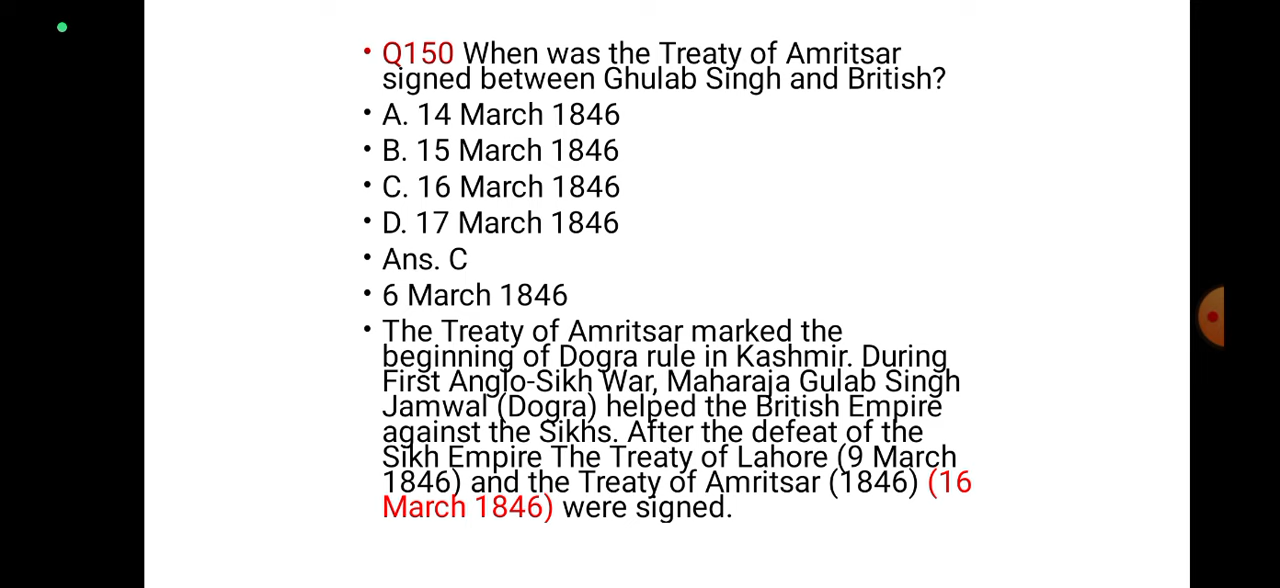 • Q150 When was the Treaty of Amritsar
signed between Ghulab Singh and British?
• A. 14 March 1846
• B. 15 March 1846
• C. 16 March 1846
• D. 17 March 1846
• Ans. C
• 6 March 1846
• The Treaty of Amritsar marked the
beginning of Dogra rule in Kashmir. During
First Anglo-Sikh War, Maharaja Gulab Singh
Jamwal (Dogra) helped the British Empire
against the Sikhs. After the defeat of the
Sikh Empire The Treaty of Lahore (9 March
1846) and the Treaty of Amritsar (1846) (16
March 1846) were signed.